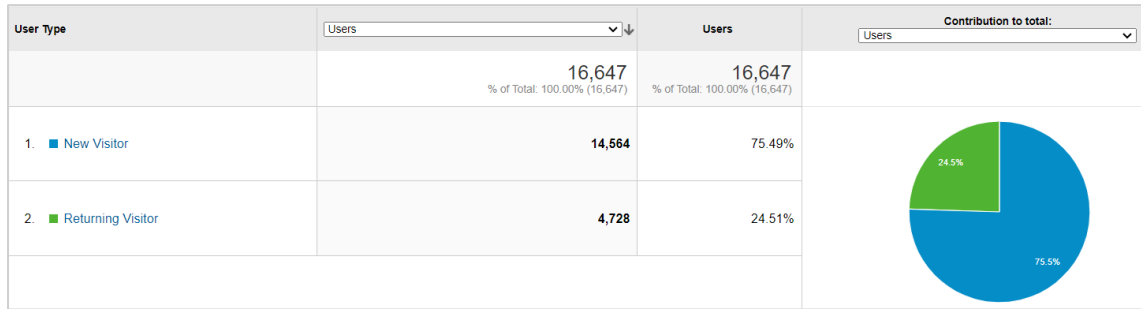 User Type
Users
Users
Contribution to total:
Users
16,647
% of Total: 100.00% (16,647)
16,647
% of Total: 100.00% (16,647)
1. New Visitor 14,564 75.49%
2. Returning Visitor 4,728 24.51%
24.5%
75.5%